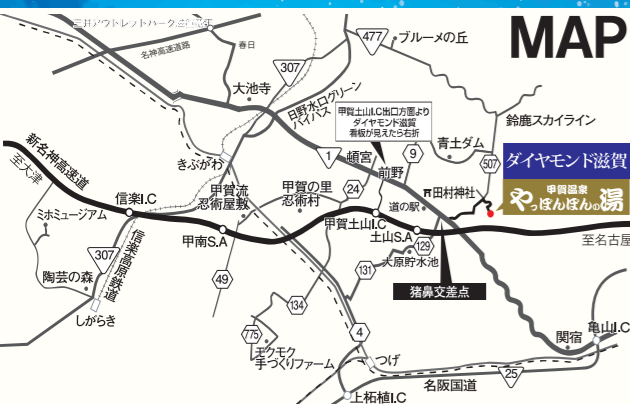 MAP
三井アウトレットパーク滋賀竜王
名神高速道路
春日
477
ブルーメの丘
307
大池寺
日野水口グリーン
バイパス
甲賀土山I.C出口方面より
ダイヤモンド滋賀
看板が見えたら右折
鈴鹿スカイライン
青土ダム
新名神高速道路
至大津
きぶがわ
1
頓宮
9
前野
507
ダイヤモンド滋賀
甲賀温泉
やっぽんぽんの湯
田村神社
道の駅
信楽I.C
甲賀流
忍術屋敷
甲賀の里
忍術村
24
ミホミュージアム
甲賀土山I.C
土山S.A
甲南S.A
129
至名古屋
大原貯水池
307
信楽高原鉄道
陶芸の森
49
131
猪鼻交差点
134
しがらき
775
モクモク
手づくりファーム
4
つげ
関宿
亀山I.C
25
名阪国道
上柘植I.C